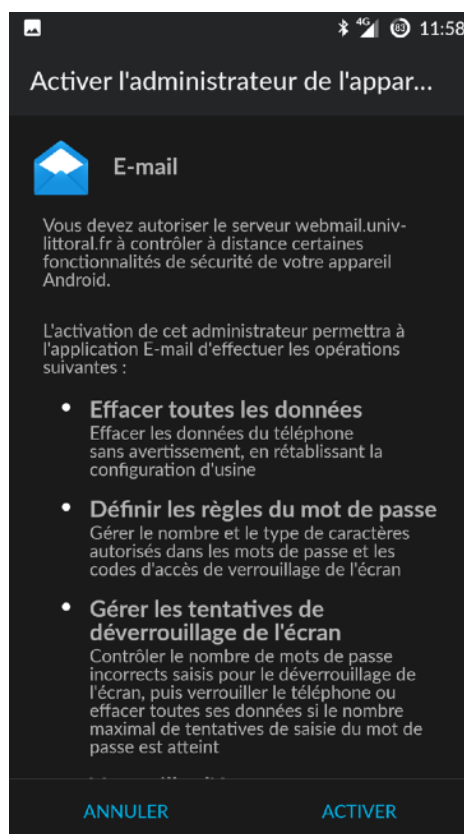 4G 83 11:58
Activer l'administrateur de l'appar...
E-mail
Vous devez autoriser le serveur webmail.univ-
littoral.fr à contrôler à distance certaines
fonctionnalités de sécurité de votre appareil
Android.
L'activation de cet administrateur permettra à
l'application E-mail d'effectuer les opérations
suivantes :
• Effacer toutes les données
Effacer les données du téléphone
sans avertissement, en rétablissant la
configuration d'usine
• Définir les règles du mot de passe
Gérer le nombre et le type de caractères
autorisés dans les mots de passe et les
codes d'accès de verrouillage de l'écran
• Gérer les tentatives de
déverrouillage de l'écran
Contrôler le nombre de mots de passe
incorrects saisis pour le déverrouillage de
l'écran, puis verrouiller le téléphone ou
effacer toutes ses données si le nombre
maximal de tentatives de saisie du mot de
passe est atteint
ANNULER ACTIVER